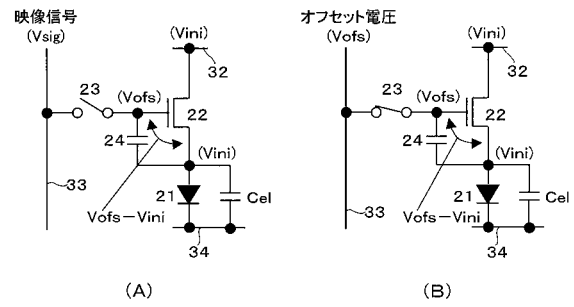 映像信号
(Vsig)
(Vini)
32
23
(Vofs)
22
24
(Vini)
33
21
Cel
Vofs−Vini
34
(A)
オフセット電圧
(Vofs)
(Vini)
32
23
(Vofs)
22
24
(Vini)
33
21
Cel
Vofs−Vini
34
(B)